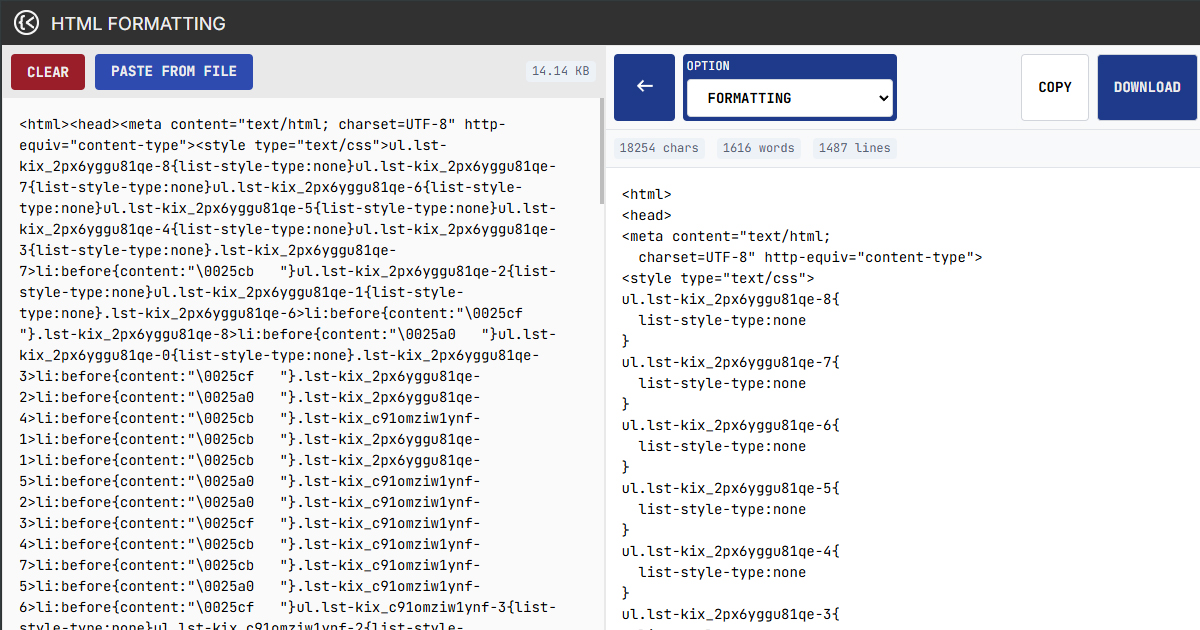 HTML FORMATTING
CLEAR
PASTE FROM FILE
14.14 KB
<html><head><meta content="text/html; charset=UTF-8" http-
equiv="content-type"><style type="text/css">ul.lst-
kix_2px6yggu81qe-8{list-style-type:none}ul.lst-kix_2px6yggu81qe-
7{list-style-type:none}ul.lst-kix_2px6yggu81qe-6{list-style-
type:none}ul.lst-kix_2px6yggu81qe-5{list-style-type:none}ul.lst-
kix_2px6yggu81qe-4{list-style-type:none}ul.lst-kix_2px6yggu81qe-
3{list-style-type:none}.lst-kix_2px6yggu81qe-
7>li:before{content:"\0025cb   "}ul.lst-kix_2px6yggu81qe-2{list-
style-type:none}ul.lst-kix_2px6yggu81qe-1{list-style-
type:none}.lst-kix_2px6yggu81qe-6>li:before{content:"\0025cf
"}.lst-kix_2px6yggu81qe-8>li:before{content:"\0025a0   "}ul.lst-
kix_2px6yggu81qe-0{list-style-type:none}.lst-kix_2px6yggu81qe-
3>li:before{content:"\0025cf   "}.lst-kix_2px6yggu81qe-
2>li:before{content:"\0025a0   "}.lst-kix_2px6yggu81qe-
4>li:before{content:"\0025cb   "}.lst-kix_c91omziw1ynf-
1>li:before{content:"\0025cb   "}.lst-kix_2px6yggu81qe-
1>li:before{content:"\0025cb   "}.lst-kix_2px6yggu81qe-
5>li:before{content:"\0025a0   "}.lst-kix_c91omziw1ynf-
2>li:before{content:"\0025a0   "}.lst-kix_c91omziw1ynf-
3>li:before{content:"\0025cf   "}.lst-kix_c91omziw1ynf-
4>li:before{content:"\0025cb   "}.lst-kix_c91omziw1ynf-
7>li:before{content:"\0025cb   "}.lst-kix_c91omziw1ynf-
5>li:before{content:"\0025a0   "}.lst-kix_c91omziw1ynf-
6>li:before{content:"\0025cf   "}ul.lst-kix_c91omziw1ynf-3{list-
style-type:none}ul.lst-kix_c91omziw1ynf-2{list-style-
OPTION
FORMATTING
COPY
DOWNLOAD
18254 chars
1616 words
1487 lines
<html>
<head>
<meta content="text/html;
  charset=UTF-8" http-equiv="content-type">
<style type="text/css">
ul.lst-kix_2px6yggu81qe-8{
  list-style-type:none
}
ul.lst-kix_2px6yggu81qe-7{
  list-style-type:none
}
ul.lst-kix_2px6yggu81qe-6{
  list-style-type:none
}
ul.lst-kix_2px6yggu81qe-5{
  list-style-type:none
}
ul.lst-kix_2px6yggu81qe-4{
  list-style-type:none
}
ul.lst-kix_2px6yggu81qe-3{